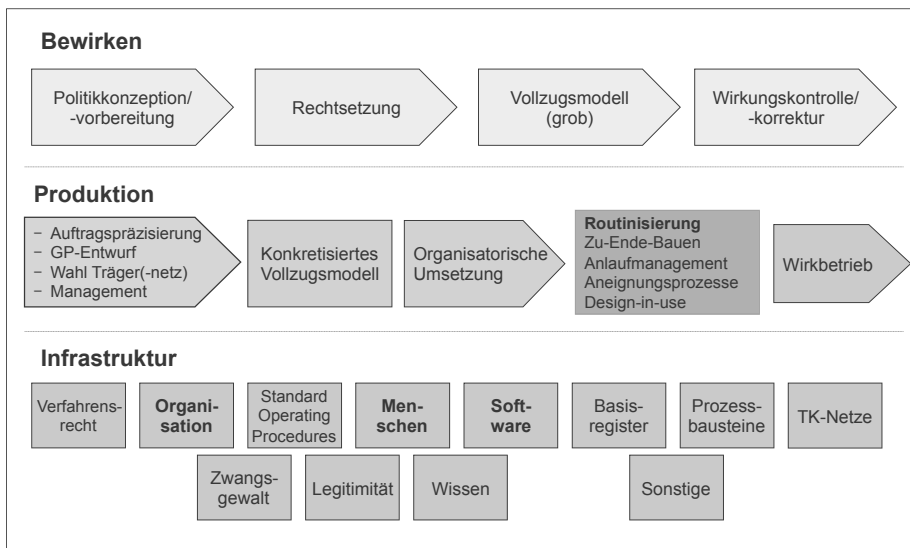 Bewirken
Politikkonzeption/
-vorbereitung
Rechtsetzung
Vollzugsmodell
(grob)
Wirkungskontrolle/
-korrektur
Produktion
− Auftragspräzisierung
− GP-Entwurf
− Wahl Träger(-netz)
− Management
Konkretisiertes
Vollzugsmodell
Organisatorische
Umsetzung
Routinisierung
Zu-Ende-Bauen
Anlaufmanagement
Aneignungsprozesse
Design-in-use
Wirkbetrieb
Infrastruktur
Verfahrens-
recht
Organi-
sation
Standard
Operating
Procedures
Men-
schen
Soft-
ware
Basis-
register
Prozess-
bausteine
TK-Netze
Zwangs-
gewalt
Legitimität
Wissen
Sonstige